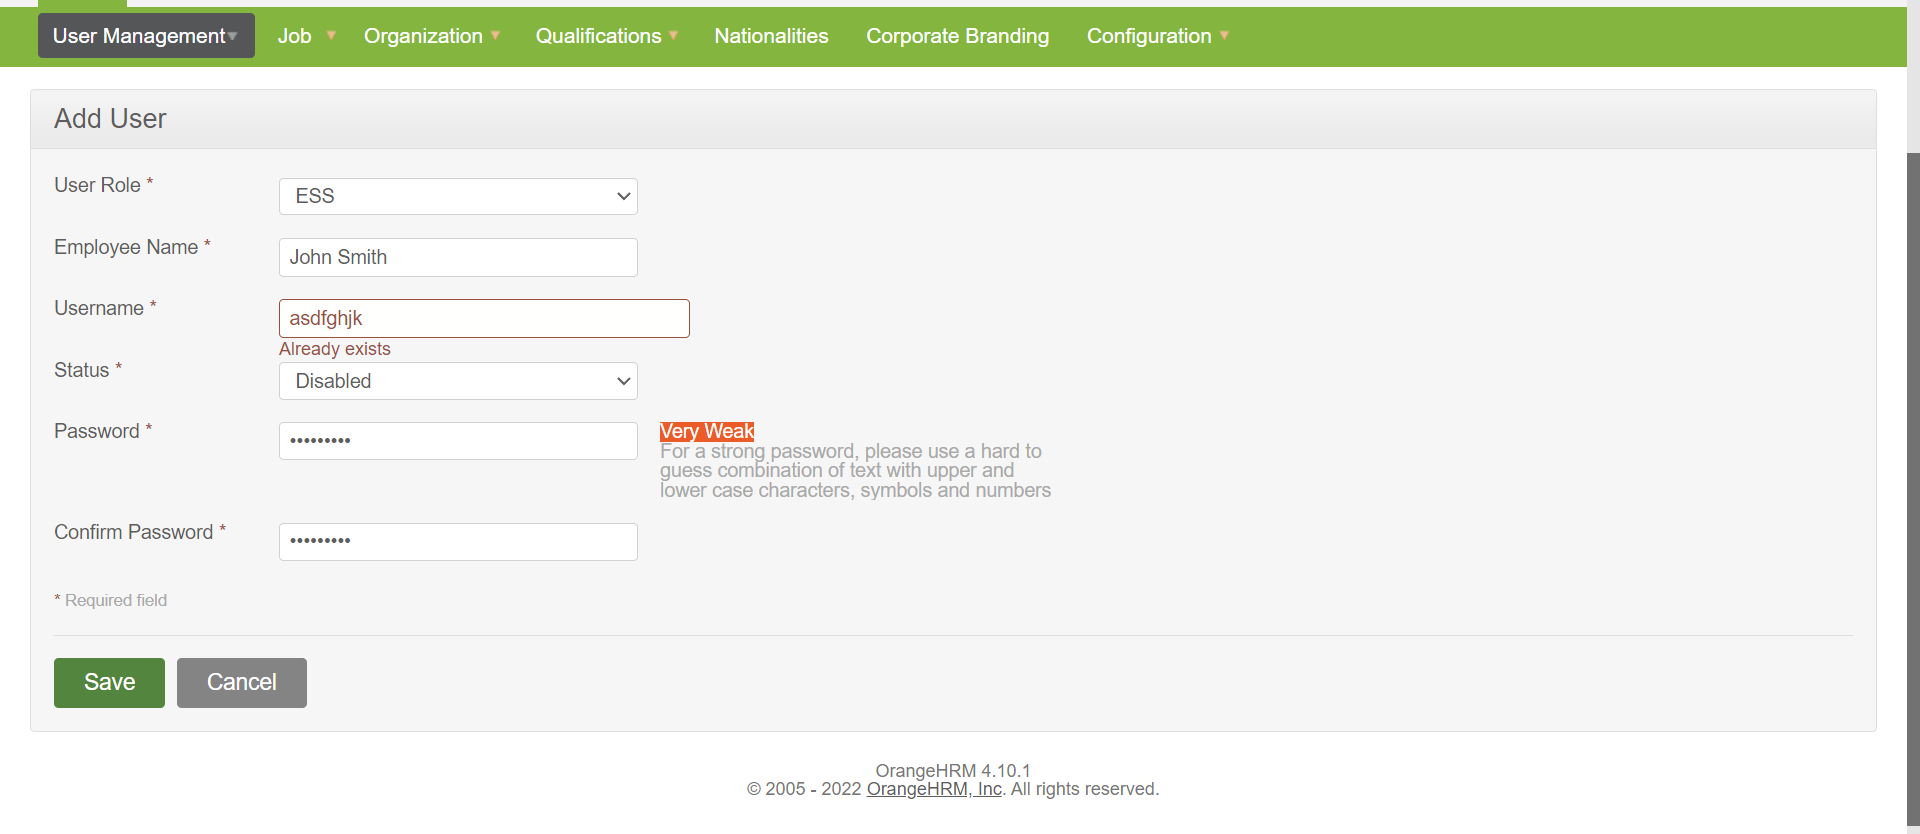 User Management Job Organization Qualifications Nationalities Corporate Branding Configuration
Add User
User Role * ESS
Employee Name * John Smith
Username * asdfghjk
Already exists
Status * Disabled
Password * ••••••••• Very Weak
For a strong password, please use a hard to
guess combination of text with upper and
lower case characters, symbols and numbers
Confirm Password * •••••••••
* Required field
Save Cancel
OrangeHRM 4.10.1
© 2005 - 2022 OrangeHRM, Inc. All rights reserved.